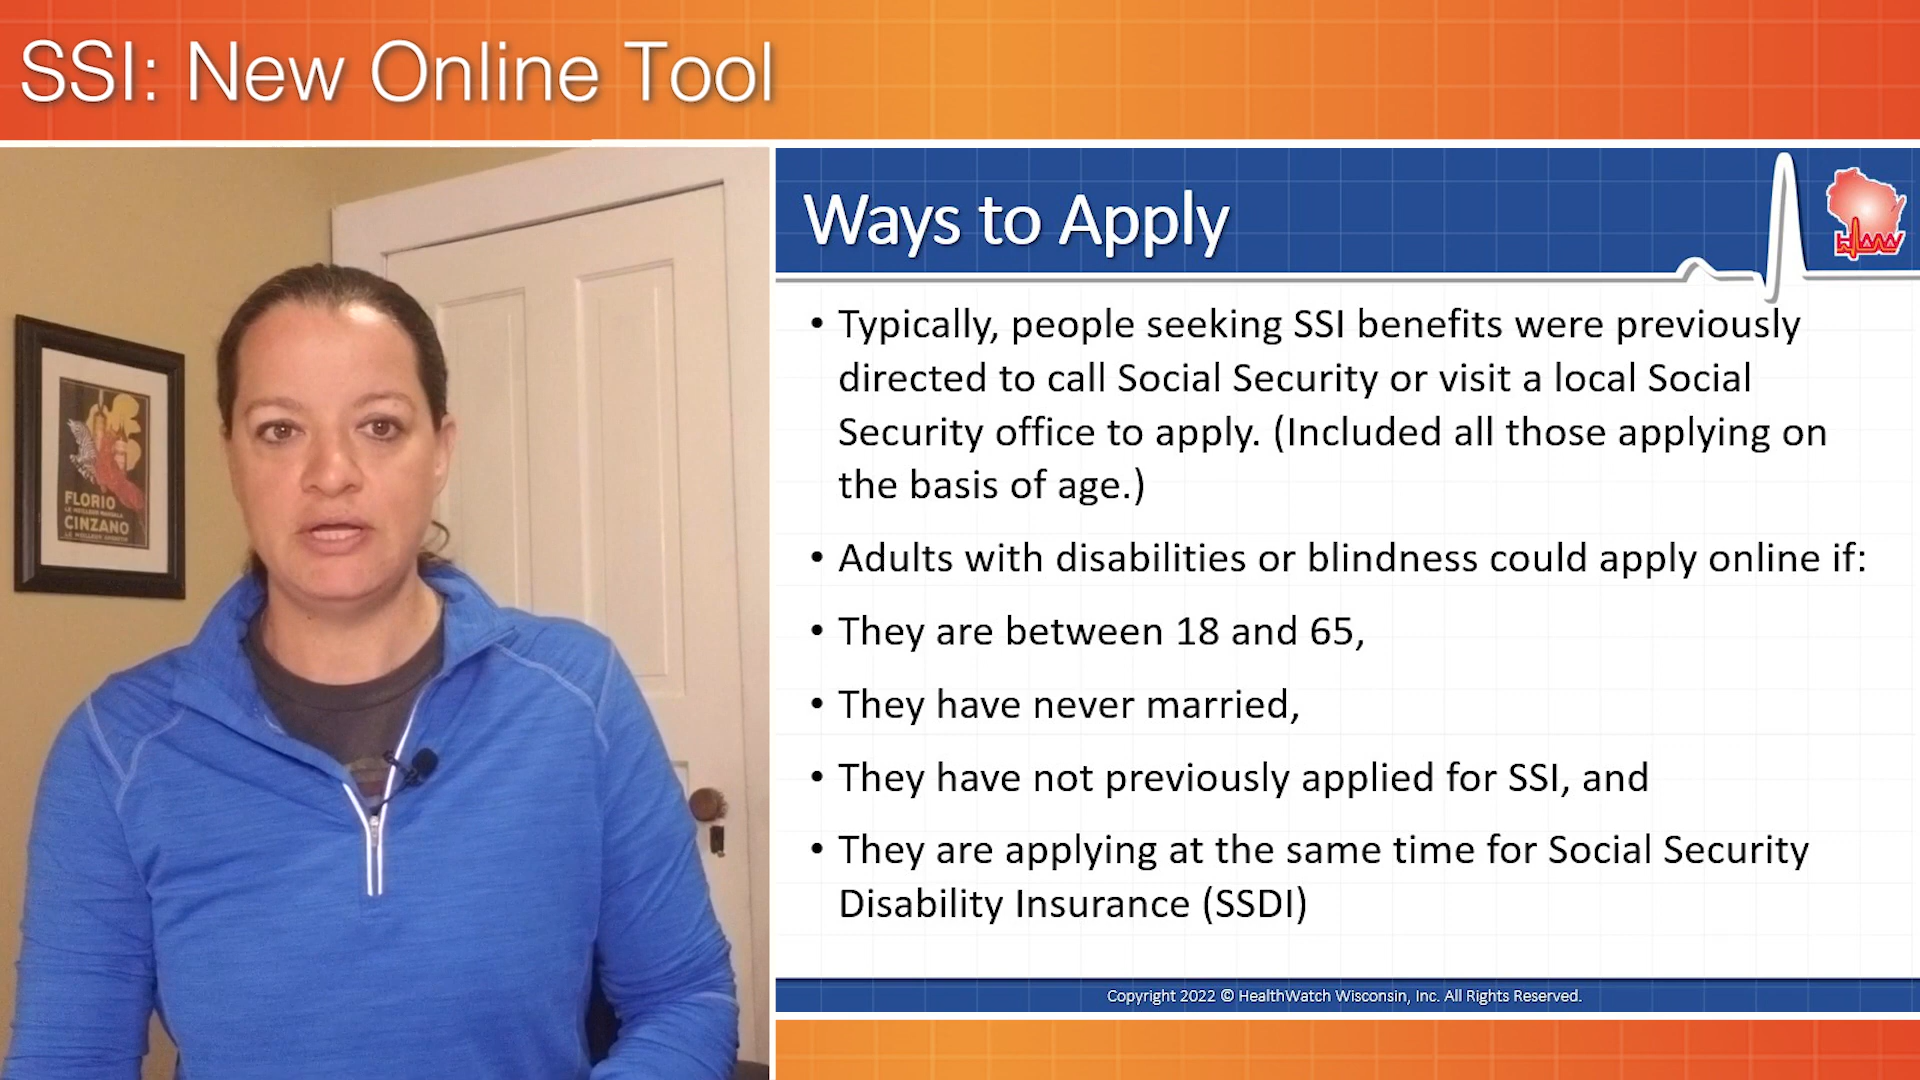 SSI: New Online Tool
FLORIO
CINZANO
Ways to Apply
HWW
• Typically, people seeking SSI benefits were previously
directed to call Social Security or visit a local Social
Security office to apply. (Included all those applying on
the basis of age.)
• Adults with disabilities or blindness could apply online if:
• They are between 18 and 65,
• They have never married,
• They have not previously applied for SSI, and
• They are applying at the same time for Social Security
Disability Insurance (SSDI)
Copyright 2022 © HealthWatch Wisconsin, Inc. All Rights Reserved.